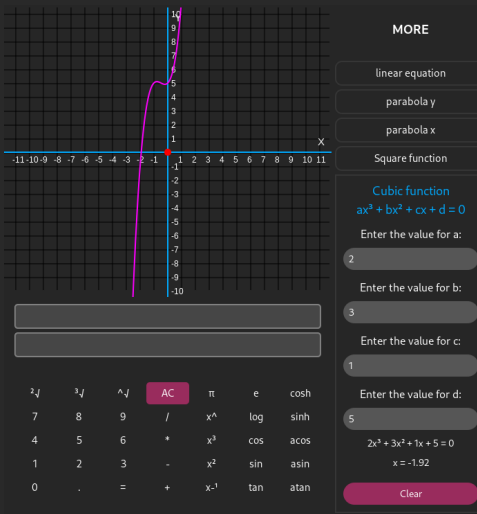 MORE
linear equation
parabola y
parabola x
Square function
Cubic function
ax³ + bx² + cx + d = 0
Enter the value for a:
2
Enter the value for b:
3
Enter the value for c:
1
Enter the value for d:
5
2x³ + 3x² + 1x + 5 = 0
x = -1.92
Clear
Y
10
9
8
7
6
5
4
3
2
1
X
-11 -10 -9 -8 -7 -6 -5 -4 -3 -2 -1 1 2 3 4 5 6 7 8 9 10 11
-1
-2
-3
-4
-5
-6
-7
-8
-9
-10
²√ ³√ ^√ AC π e cosh
7 8 9 / x^ log sinh
4 5 6 * x³ cos acos
1 2 3 - x² sin asin
0 . = + x-¹ tan atan